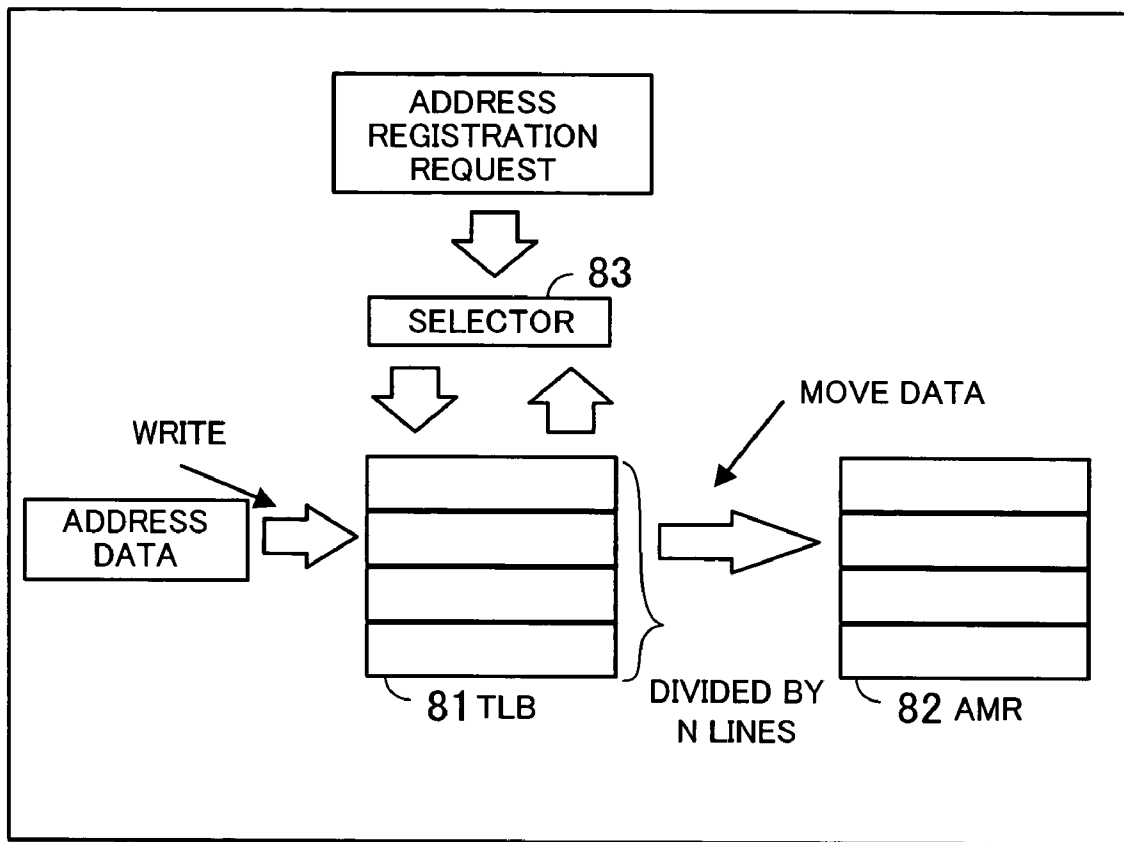 ADDRESS
REGISTRATION
REQUEST
83
SELECTOR
MOVE DATA
WRITE
ADDRESS
DATA
81 TLB
DIVIDED BY
N LINES
82 AMR